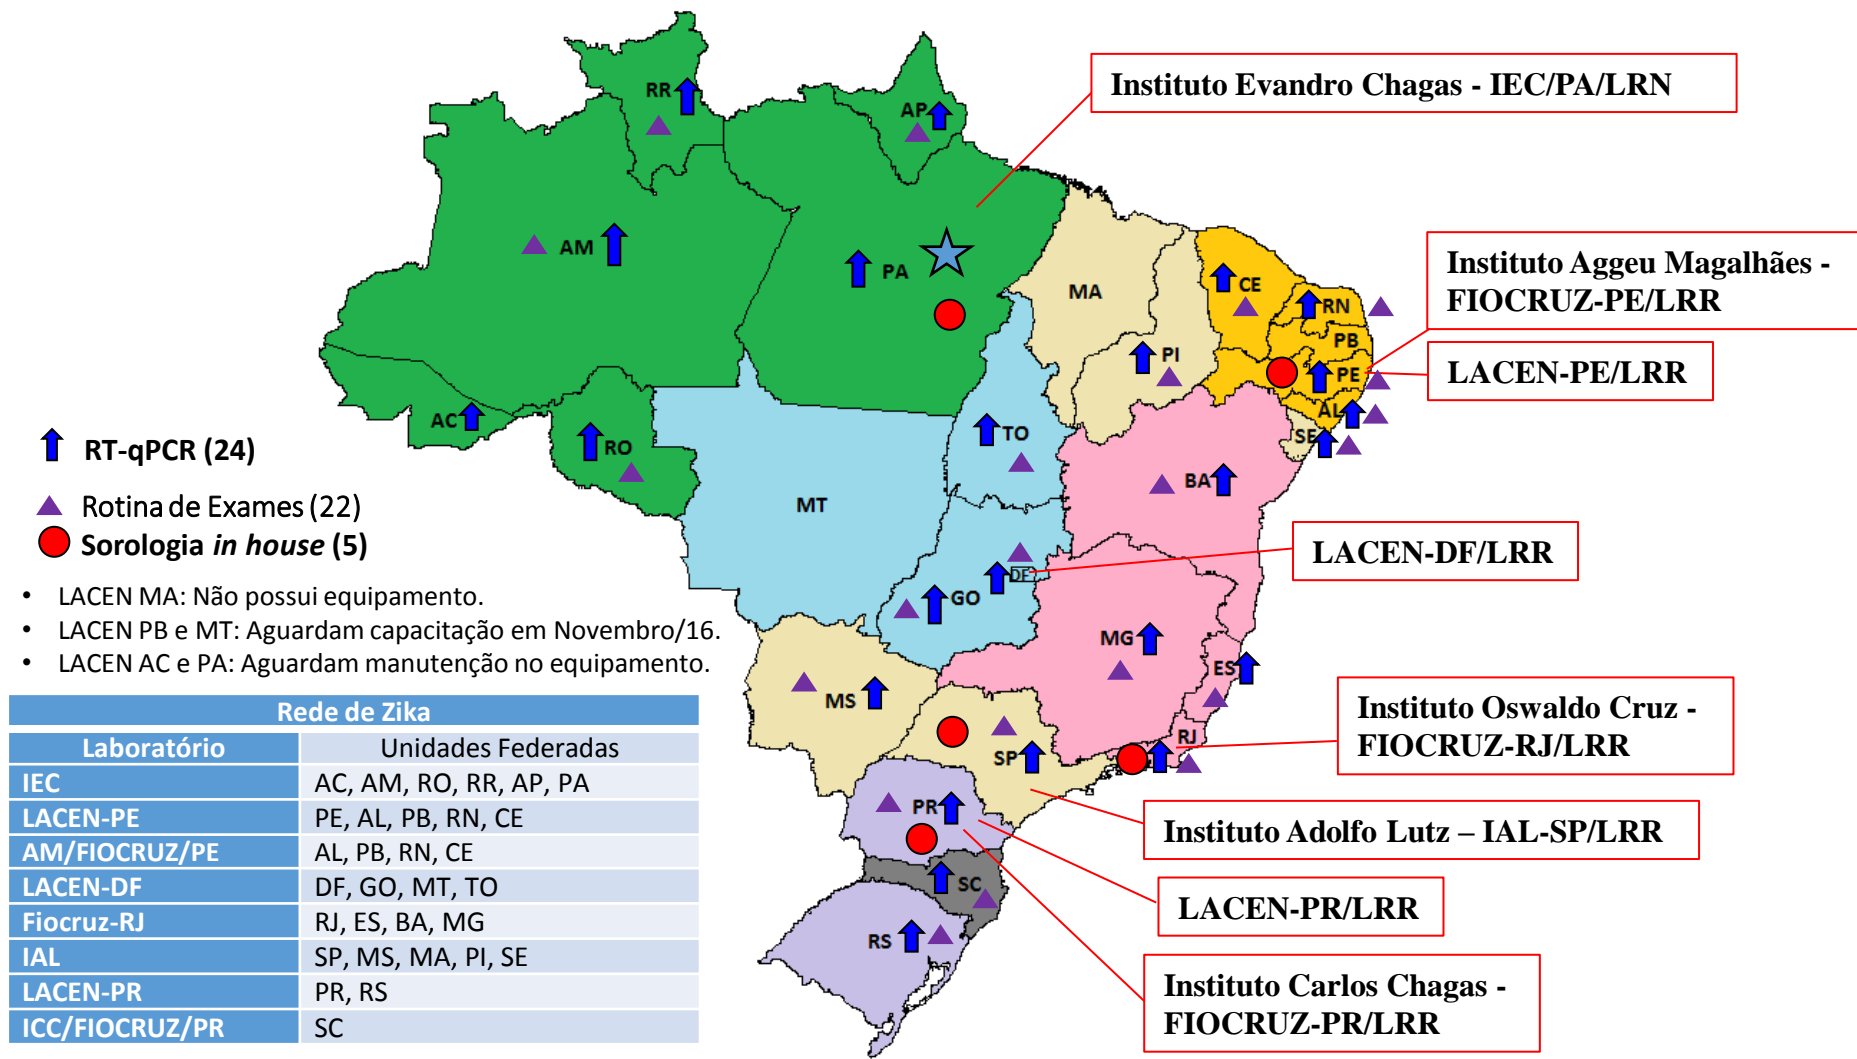 Instituto Evandro Chagas - IEC/PA/LRN
RR
AP
AM
PA
MA
CE
RN
PB
PI
PE
AL
SE
Instituto Aggeu Magalhães -
FIOCRUZ-PE/LRR
LACEN-PE/LRR
AC
RO
TO
BA
MT
DF
GO
LACEN-DF/LRR
MG
ES
MS
RJ
SP
Instituto Oswaldo Cruz -
FIOCRUZ-RJ/LRR
PR
Instituto Adolfo Lutz – IAL-SP/LRR
SC
LACEN-PR/LRR
RS
Instituto Carlos Chagas -
FIOCRUZ-PR/LRR
RT-qPCR (24)
Rotina de Exames (22)
Sorologia in house (5)
• LACEN MA: Não possui equipamento.
• LACEN PB e MT: Aguardam capacitação em Novembro/16.
• LACEN AC e PA: Aguardam manutenção no equipamento.
Rede de Zika
Laboratório Unidades Federadas
IEC AC, AM, RO, RR, AP, PA
LACEN-PE PE, AL, PB, RN, CE
AM/FIOCRUZ/PE AL, PB, RN, CE
LACEN-DF DF, GO, MT, TO
Fiocruz-RJ RJ, ES, BA, MG
IAL SP, MS, MA, PI, SE
LACEN-PR PR, RS
ICC/FIOCRUZ/PR SC